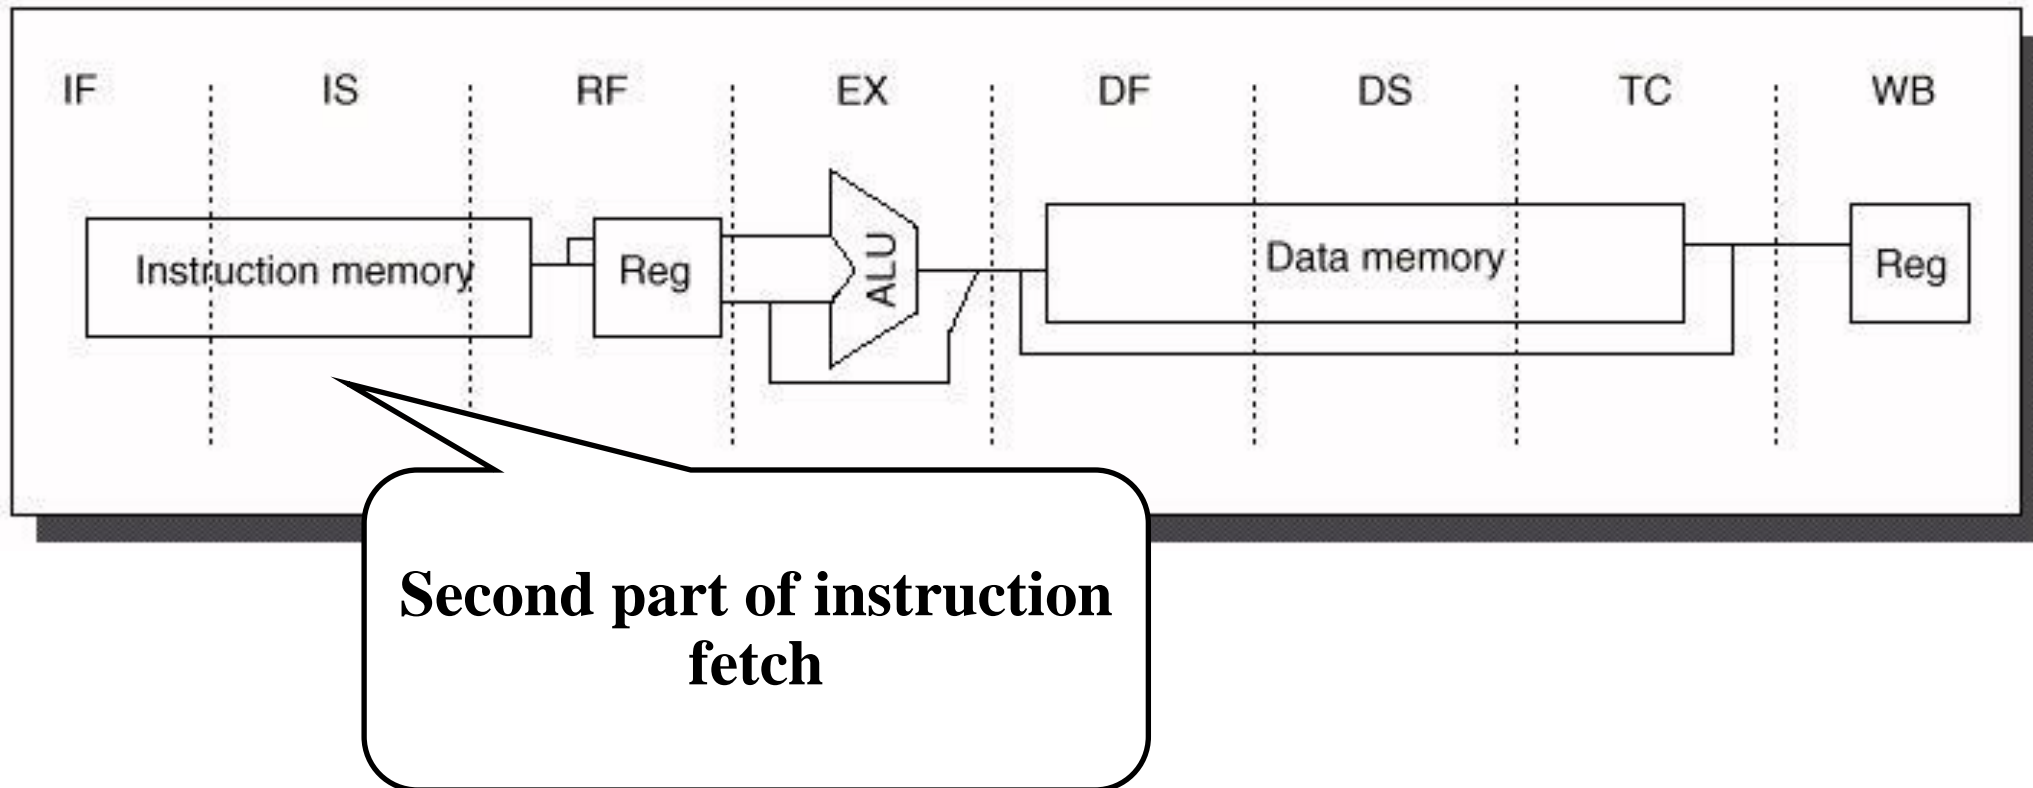 IF IS RF EX DF DS TC WB
Instruction memory Reg ALU Data memory Reg
Second part of instruction
fetch